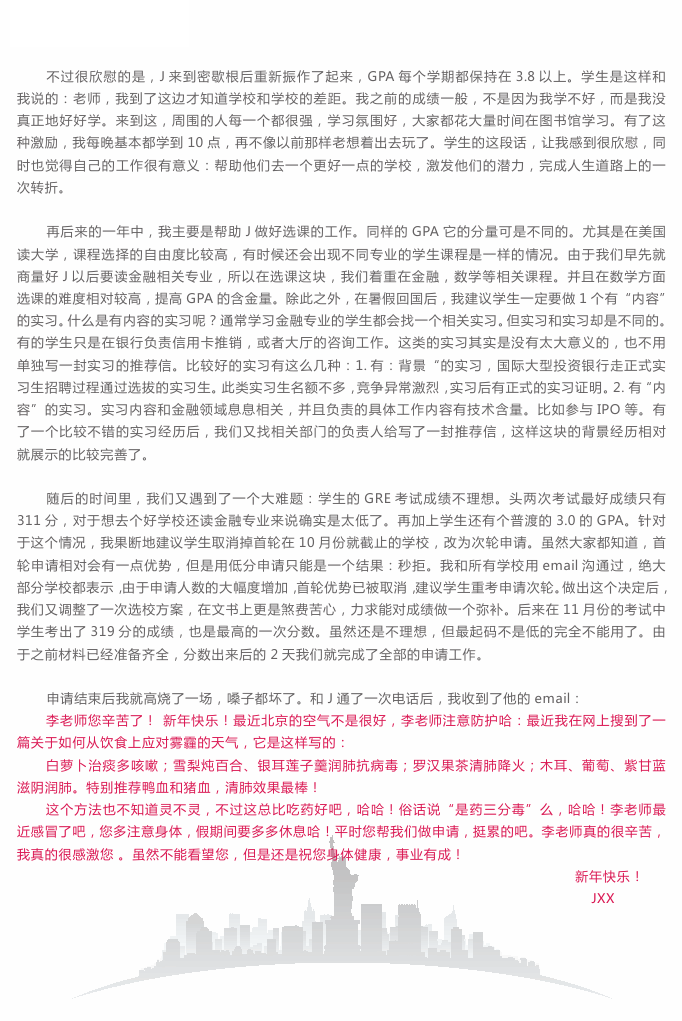 不过很欣慰的是，J 来到密歇根后重新振作了起来，GPA 每个学期都保持在 3.8 以上。学生是这样和
我说的：老师，我到了这边才知道学校和学校的差距。我之前的成绩一般，不是因为我学不好，而是我没
真正地好好学。来到这，周围的人每一个都很强，学习氛围好，大家都花大量时间在图书馆学习。有了这
种激励，我每晚基本都学到 10 点，再不像以前那样老想着出去玩了。学生的这段话，让我感到很欣慰，同
时也觉得自己的工作很有意义：帮助他们去一个更好一点的学校，激发他们的潜力，完成人生道路上的一
次转折。
再后来的一年中，我主要是帮助 J 做好选课的工作。同样的 GPA 它的分量可是不同的。尤其是在美国
读大学，课程选择的自由度比较高，有时候还会出现不同专业的学生课程是一样的情况。由于我们早先就
商量好 J 以后要读金融相关专业，所以在选课这块，我们着重在金融，数学等相关课程。并且在数学方面
选课的难度相对较高，提高 GPA 的含金量。除此之外，在暑假回国后，我建议学生一定要做 1 个有“内容”
的实习。什么是有内容的实习呢？通常学习金融专业的学生都会找一个相关实习。但实习和实习却是不同的。
有的学生只是在银行负责信用卡推销，或者大厅的咨询工作。这类的实习其实是没有太大意义的，也不用
单独写一封实习的推荐信。比较好的实习有这么几种：1. 有：背景“的实习，国际大型投资银行走正式实
习生招聘过程通过选拔的实习生。此类实习生名额不多，竞争异常激烈，实习后有正式的实习证明。2. 有“内
容”的实习。实习内容和金融领域息息相关，并且负责的具体工作内容有技术含量。比如参与 IPO 等。有
了一个比较不错的实习经历后，我们又找相关部门的负责人给写了一封推荐信，这样这块的背景经历相对
就展示的比较完善了。
随后的时间里，我们又遇到了一个大难题：学生的 GRE 考试成绩不理想。头两次考试最好成绩只有
311 分，对于想去个好学校还读金融专业来说确实是太低了。再加上学生还有个普渡的 3.0 的 GPA。针对
于这个情况，我果断地建议学生取消掉首轮在 10 月份就截止的学校，改为次轮申请。虽然大家都知道，首
轮申请相对会有一点优势，但是用低分申请只能是一个结果：秒拒。我和所有学校用 email 沟通过，绝大
部分学校都表示，由于申请人数的大幅度增加，首轮优势已被取消，建议学生重考申请次轮。做出这个决定后，
我们又调整了一次选校方案，在文书上更是煞费苦心，力求能对成绩做一个弥补。后来在 11 月份的考试中
学生考出了 319 分的成绩，也是最高的一次分数。虽然还是不理想，但最起码不是低的完全不能用了。由
于之前材料已经准备齐全，分数出来后的 2 天我们就完成了全部的申请工作。
申请结束后我就高烧了一场，嗓子都坏了。和 J 通了一次电话后，我收到了他的 email：
李老师您辛苦了！ 新年快乐！最近北京的空气不是很好，李老师注意防护哈：最近我在网上搜到了一
篇关于如何从饮食上应对雾霾的天气，它是这样写的：
白萝卜治痰多咳嗽；雪梨炖百合、银耳莲子羹润肺抗病毒；罗汉果茶清肺降火；木耳、葡萄、紫甘蓝
滋阴润肺。特别推荐鸭血和猪血，清肺效果最棒！
这个方法也不知道灵不灵，不过这总比吃药好吧，哈哈！俗话说“是药三分毒”么，哈哈！李老师最
近感冒了吧，您多注意身体，假期间要多多休息哈！平时您帮我们做申请，挺累的吧。李老师真的很辛苦，
我真的很感激您 。虽然不能看望您，但是还是祝您身体健康，事业有成！
新年快乐！
JXX